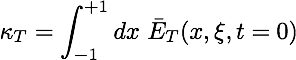 κ_T = ∫_{-1}^{+1} dx Ē_T(x, ξ, t = 0)